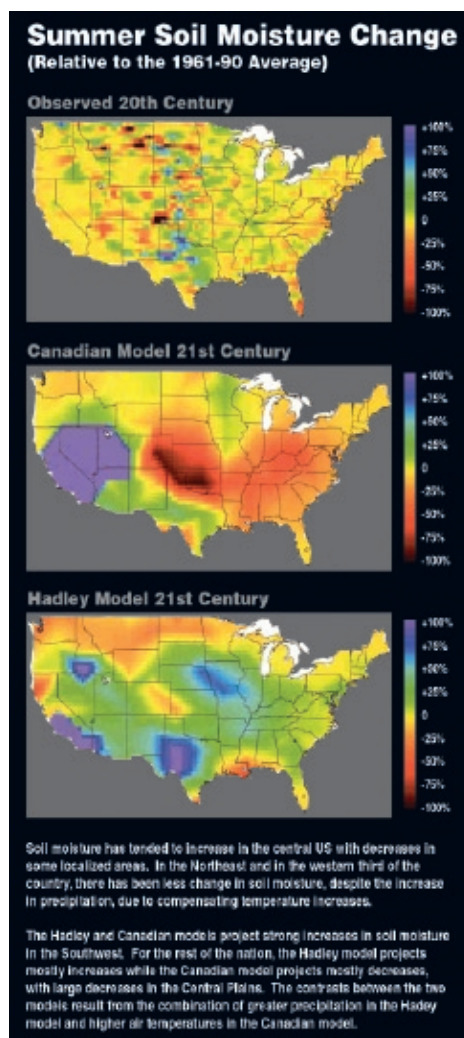 Summer Soil Moisture Change
(Relative to the 1961-90 Average)
Observed 20th Century
+100%
+75%
+50%
+25%
0
-25%
-50%
-75%
-100%
Canadian Model 21st Century
+100%
+75%
+50%
+25%
0
-25%
-50%
-75%
-100%
Hadley Model 21st Century
+100%
+75%
+50%
+25%
0
-25%
-50%
-75%
-100%
Soil moisture has tended to increase in the central US with decreases in
some localized areas. In the Northeast and in the western third of the
country, there has been less change in soil moisture, despite the increase
in precipitation, due to compensating temperature increases.
The Hadley and Canadian models project strong increases in soil moisture
in the Southwest. For the rest of the nation, the Hadley model projects
mostly increases while the Canadian model projects mostly decreases,
with large decreases in the Central Plains. The contrasts between the two
models result from the combination of greater precipitation in the Hadey
model and higher air temperatures in the Canadian model.